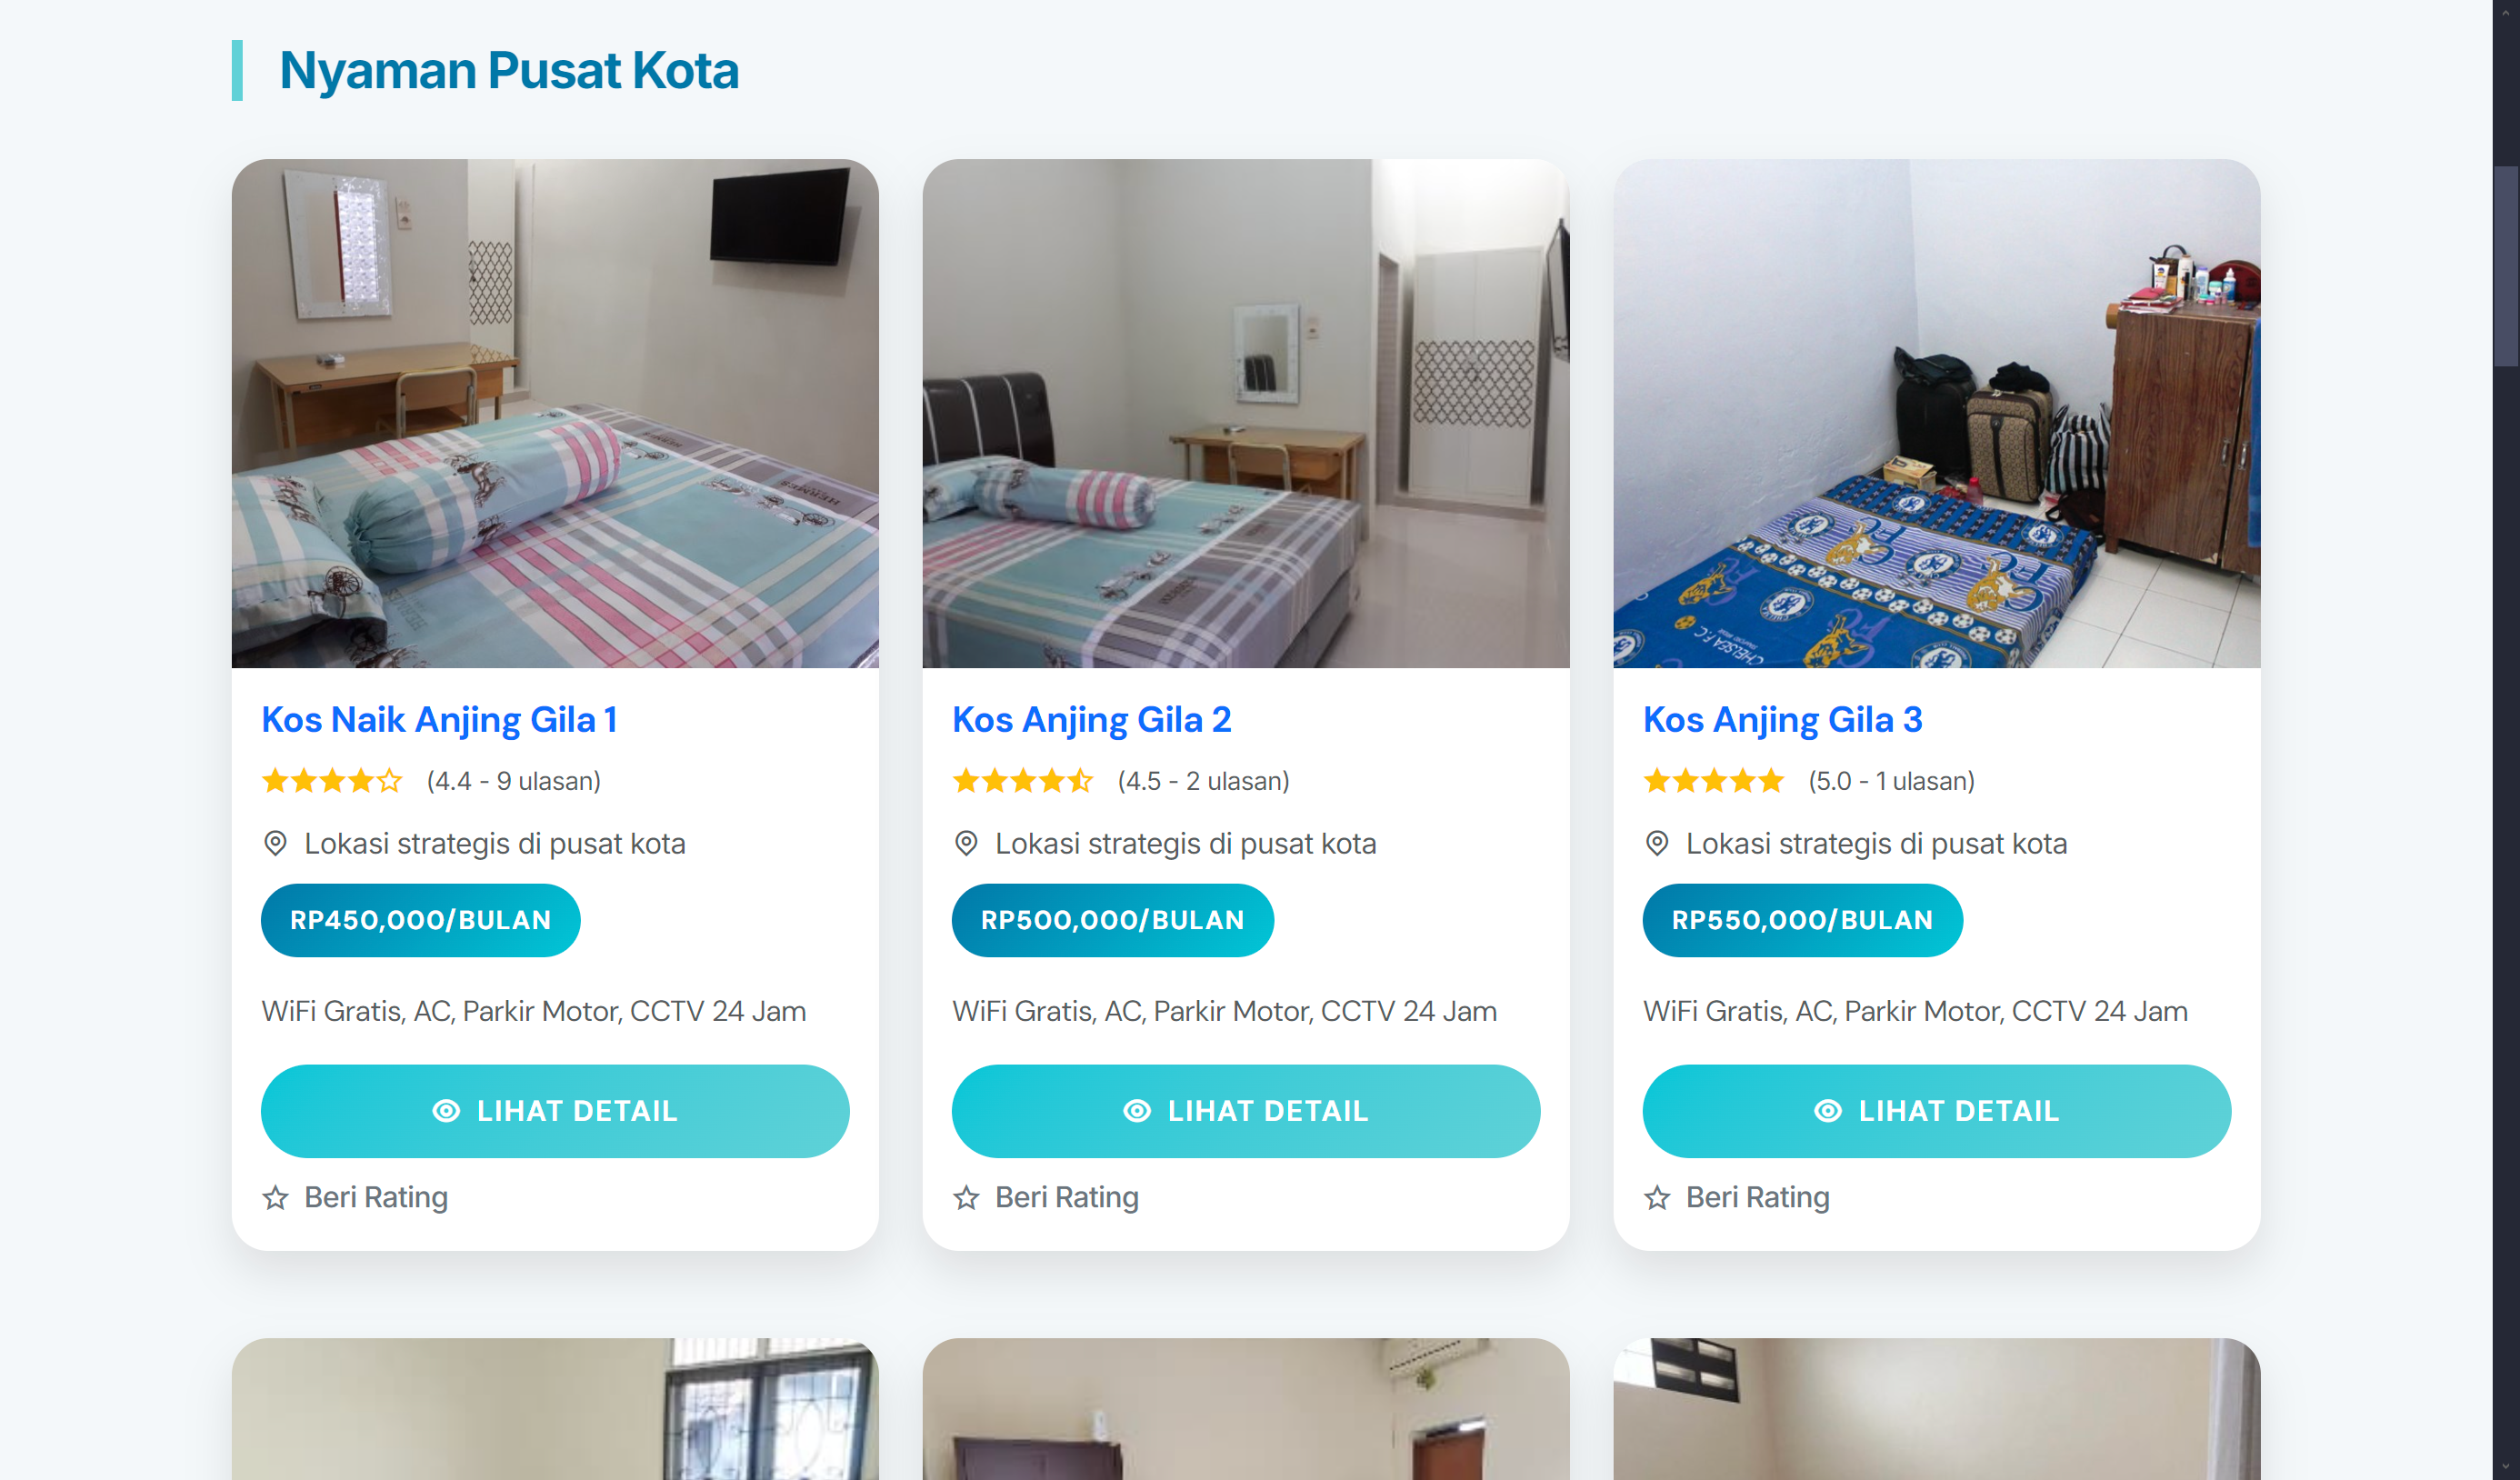 Nyaman Pusat Kota
Kos Naik Anjing Gila 1
(4.4 - 9 ulasan)
Lokasi strategis di pusat kota
RP450,000/BULAN
WiFi Gratis, AC, Parkir Motor, CCTV 24 Jam
LIHAT DETAIL
Beri Rating
Kos Anjing Gila 2
(4.5 - 2 ulasan)
Lokasi strategis di pusat kota
RP500,000/BULAN
WiFi Gratis, AC, Parkir Motor, CCTV 24 Jam
LIHAT DETAIL
Beri Rating
CHELSEA F.C
Kos Anjing Gila 3
(5.0 - 1 ulasan)
Lokasi strategis di pusat kota
RP550,000/BULAN
WiFi Gratis, AC, Parkir Motor, CCTV 24 Jam
LIHAT DETAIL
Beri Rating